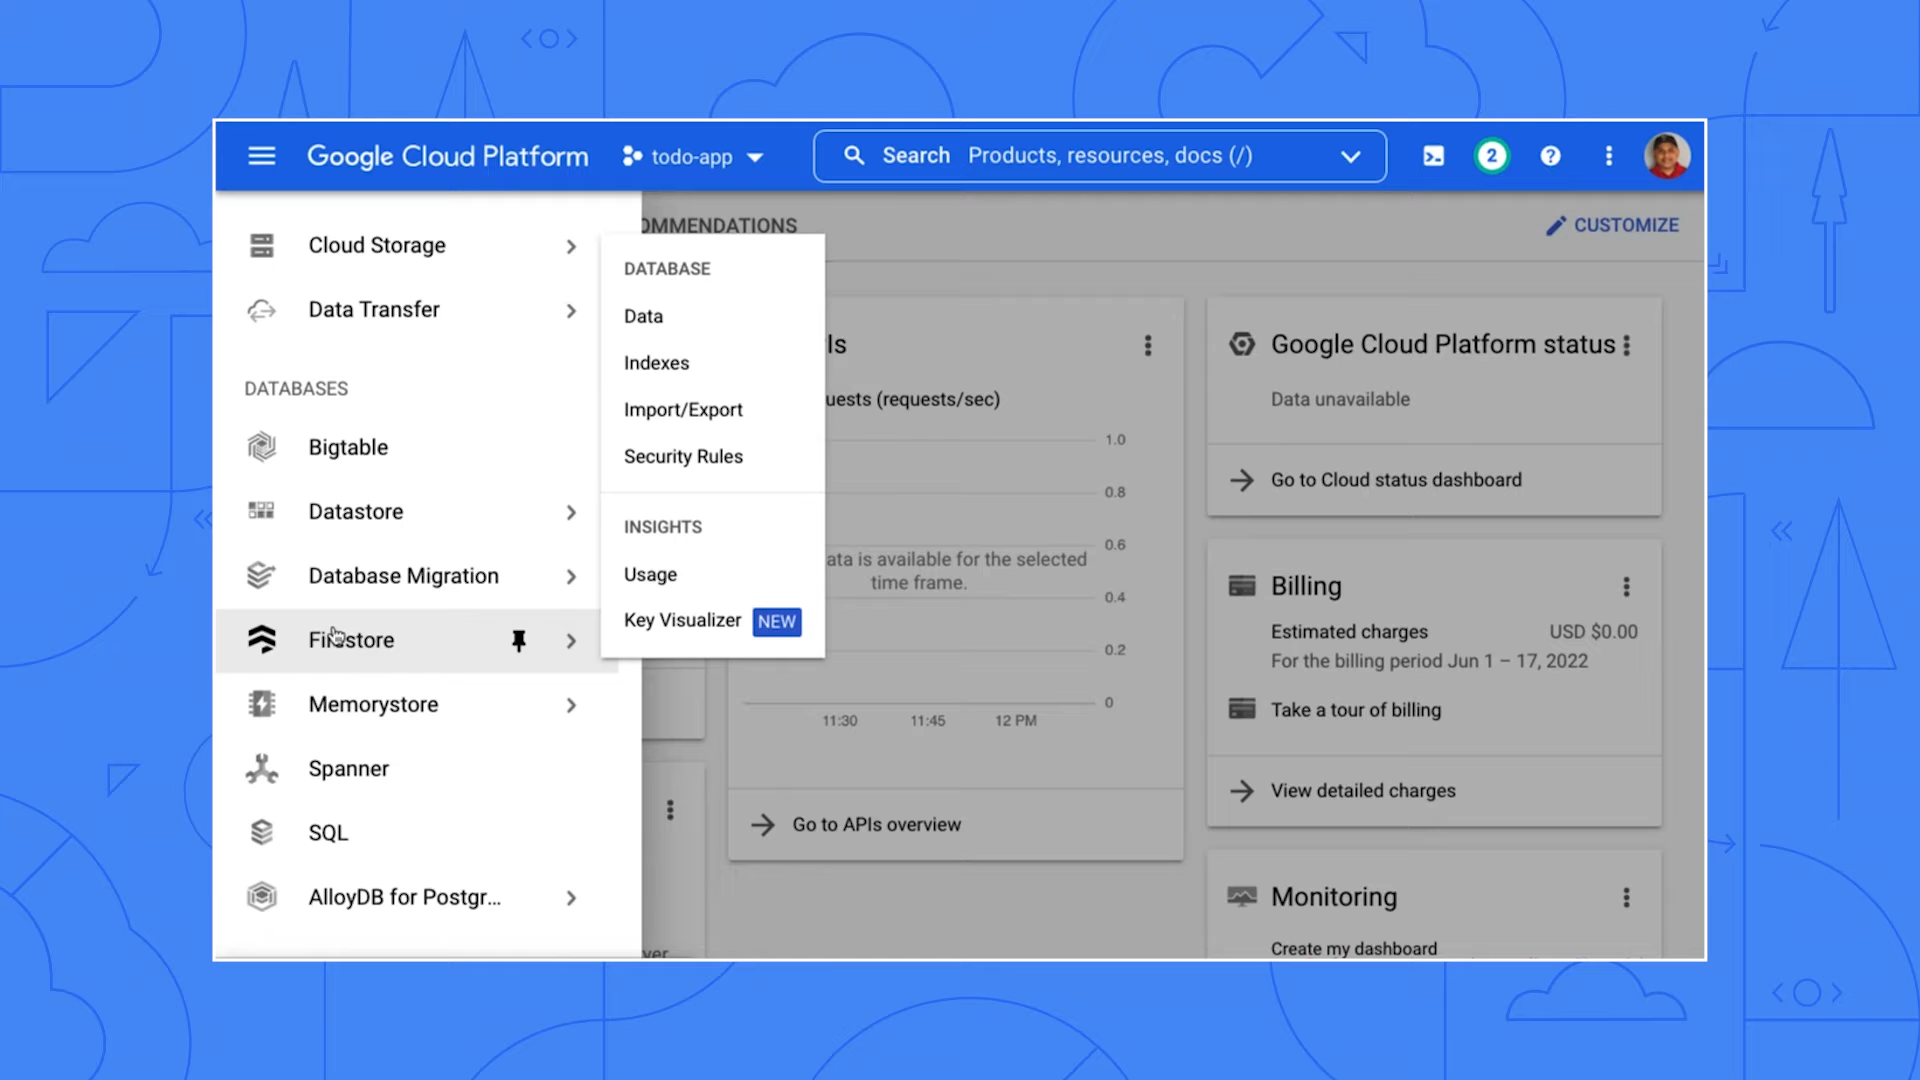 Google Cloud Platform
todo-app
Search Products, resources, docs (/)
2
Cloud Storage
Data Transfer
DATABASES
Bigtable
Datastore
Database Migration
Firestore
Memorystore
Spanner
SQL
AlloyDB for Postgr...
DATABASE
Data
Indexes
Import/Export
Security Rules
INSIGHTS
Usage
Key Visualizer NEW
OMMENDATIONS
CUSTOMIZE
Is
uests (requests/sec)
1.0
0.8
0.6
ata is available for the selected
time frame.
0.4
0.2
0
11:30 11:45 12 PM
Go to APIs overview
Google Cloud Platform status
Data unavailable
Go to Cloud status dashboard
Billing
Estimated charges USD $0.00
For the billing period Jun 1 – 17, 2022
Take a tour of billing
View detailed charges
Monitoring
Create my dashboard